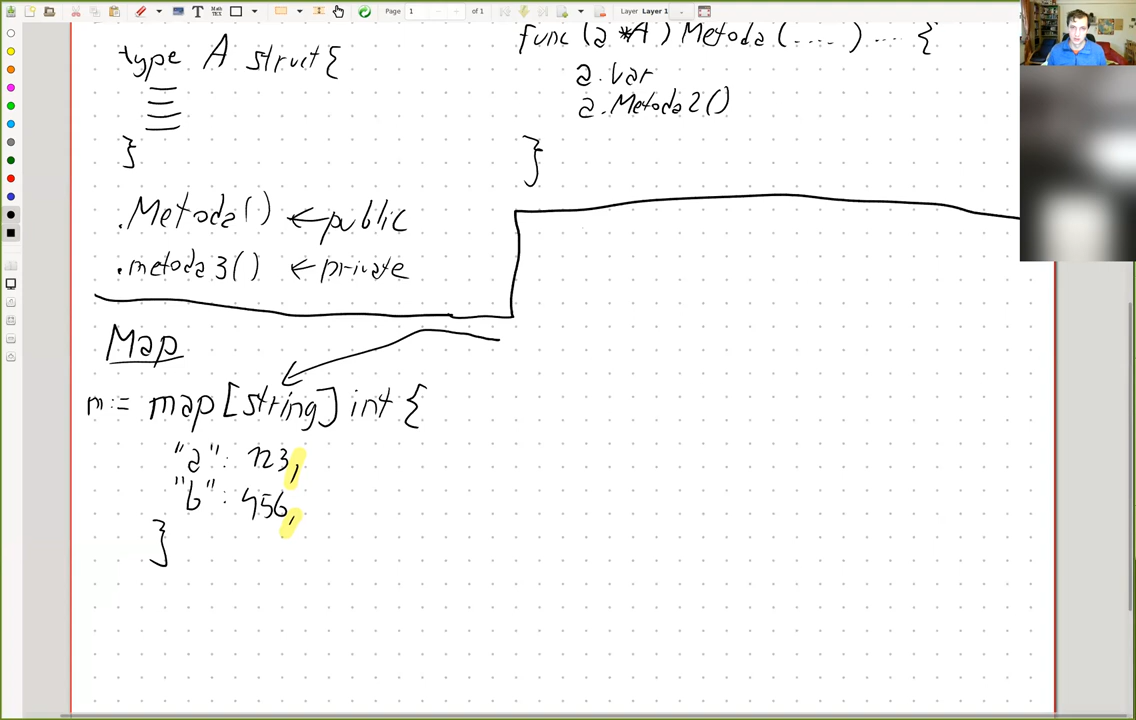 Page 1 of 1 Layer Layer 1
type A struct{
}
.Metoda() ← public
.metoda3() ← private
func (a *A) Metoda (....) ... {
a.var
a.Metoda2()
}
Map
m := map[string] int {
"a": 123,
"b": 456,
}